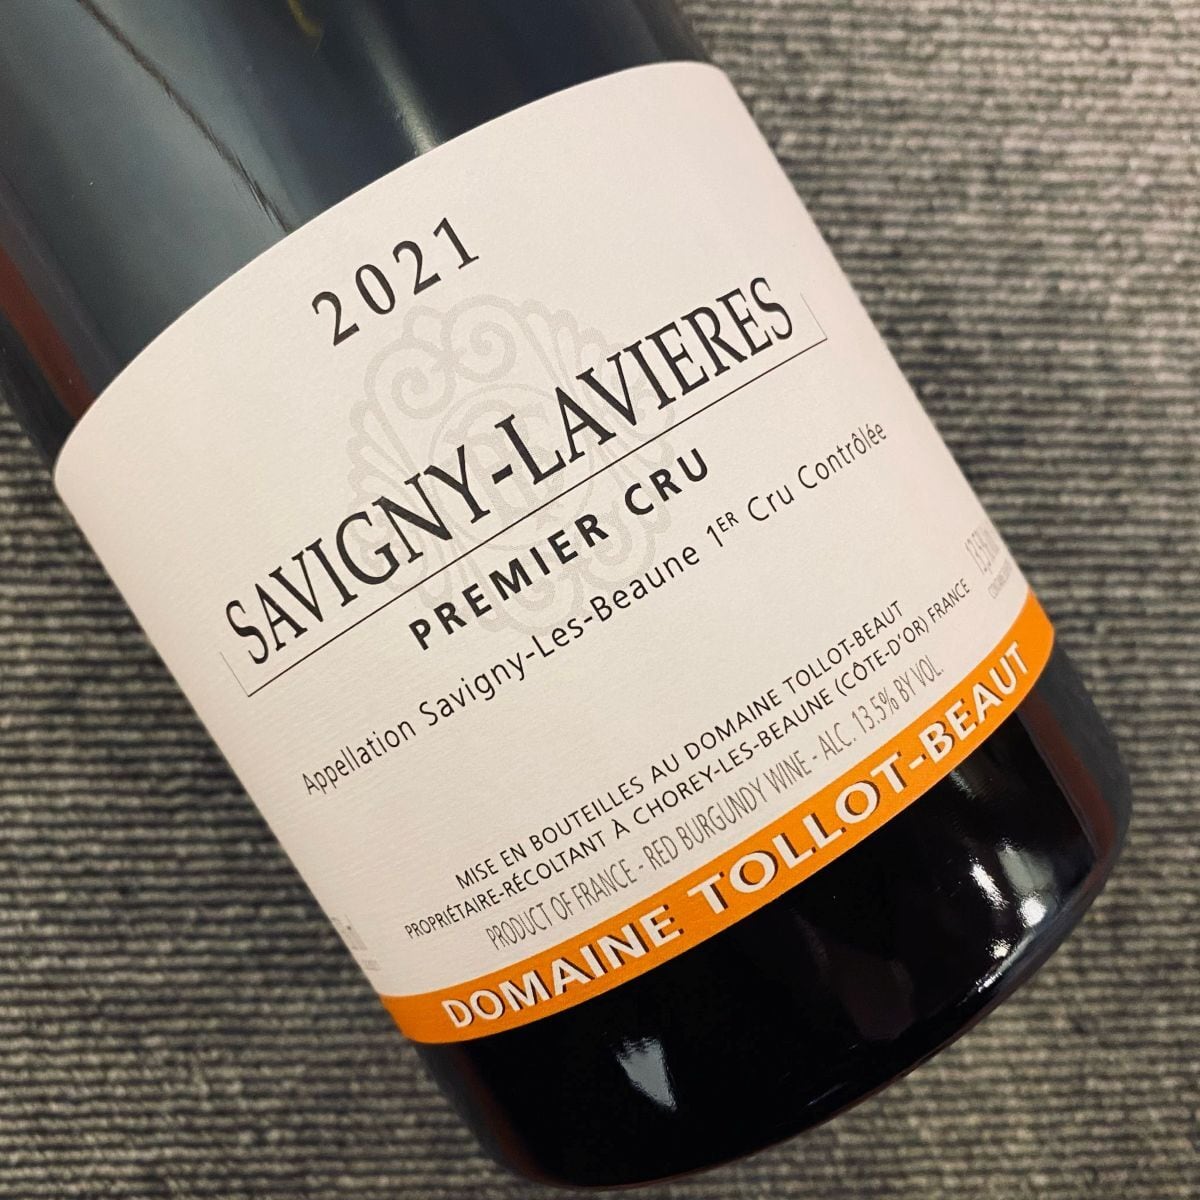 2021
SAVIGNY-LAVIERES
PREMIER CRU
Appellation Savigny-Les-Beaune 1ER Cru Contrôlée
MISE EN BOUTEILLES AU DOMAINE TOLLOT-BEAUT
PROPRIÉTAIRE-RÉCOLTANT À CHOREY-LES-BEAUNE (CÔTE-D'OR) FRANCE
PRODUCT OF FRANCE - RED BURGUNDY WINE - ALC. 13.5% BY VOL.
DOMAINE TOLLOT-BEAUT